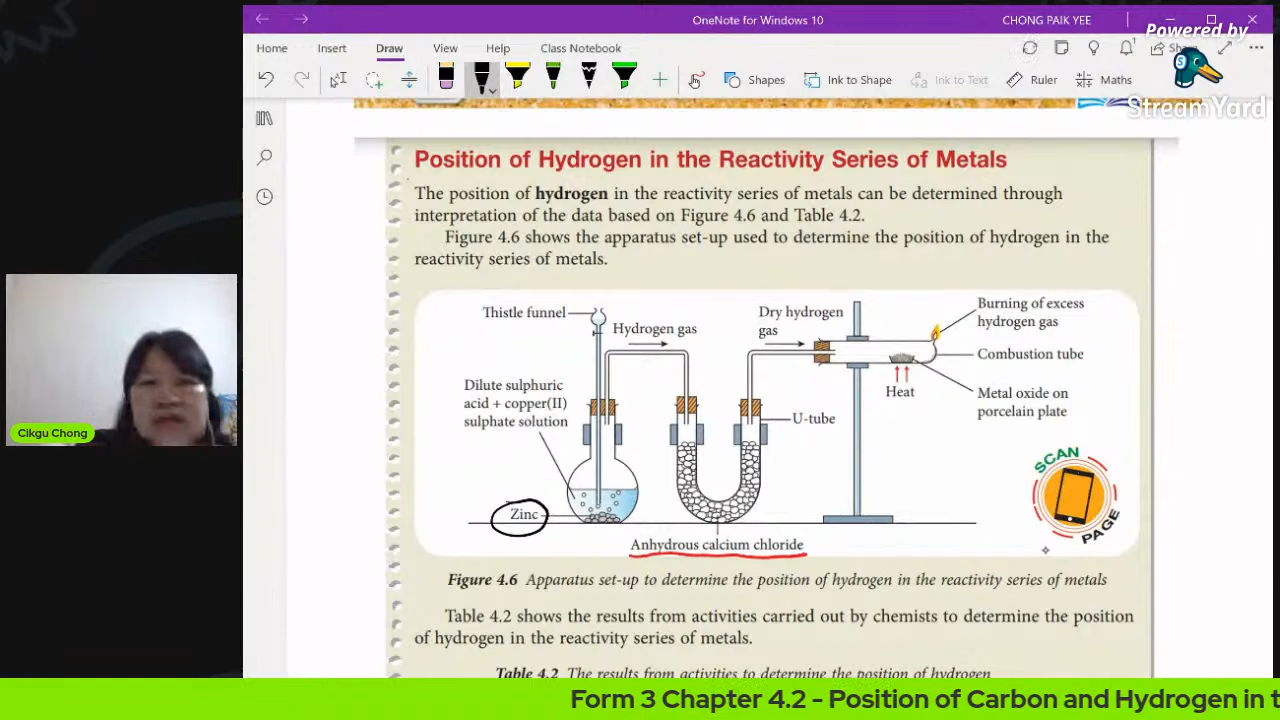 OneNote for Windows 10
CHONG PAIK YEE
Powered by
StreamYard
Home Insert Draw View Help Class Notebook
Share
Shapes Ink to Shape Ink to Text Ruler Maths
Position of Hydrogen in the Reactivity Series of Metals
The position of hydrogen in the reactivity series of metals can be determined through
interpretation of the data based on Figure 4.6 and Table 4.2.
Figure 4.6 shows the apparatus set-up used to determine the position of hydrogen in the
reactivity series of metals.
Thistle funnel
Hydrogen gas
Dry hydrogen
gas
Burning of excess
hydrogen gas
Combustion tube
Heat
Metal oxide on
porcelain plate
Dilute sulphuric
acid + copper(II)
sulphate solution
U-tube
Zinc
Anhydrous calcium chloride
SCAN
PAGE
Figure 4.6 Apparatus set-up to determine the position of hydrogen in the reactivity series of metals
Table 4.2 shows the results from activities carried out by chemists to determine the position
of hydrogen in the reactivity series of metals.
Table 4.2 The results from activities to determine the position of hydrogen
Cikgu Chong
Form 3 Chapter 4.2 - Position of Carbon and Hydrogen in t